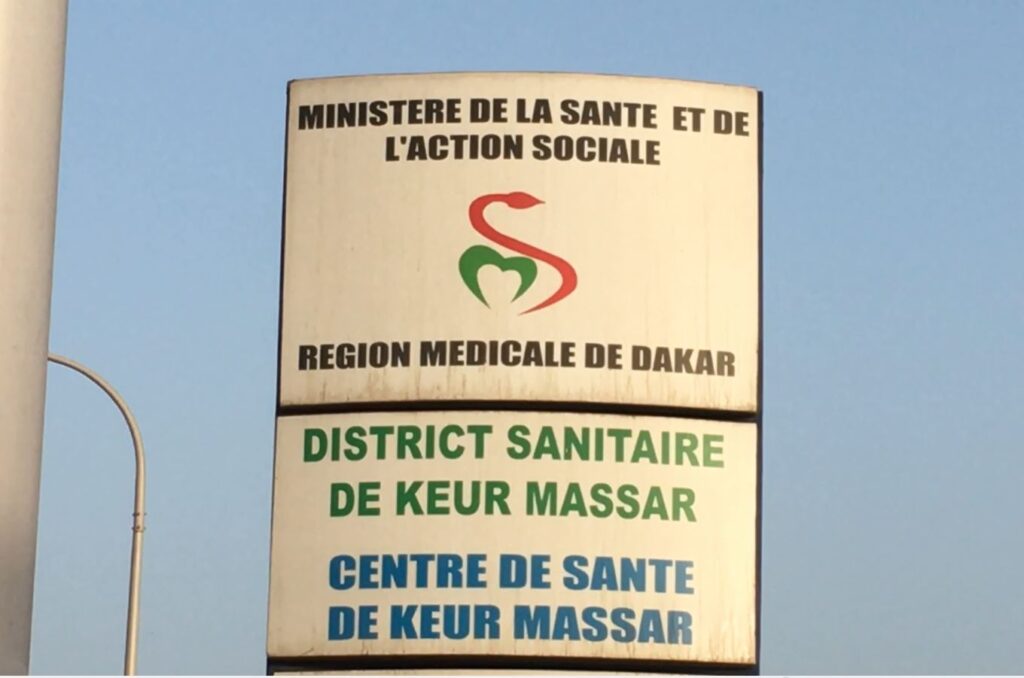 MINISTERE DE LA SANTE ET DE
L'ACTION SOCIALE
REGION MEDICALE DE DAKAR
DISTRICT SANITAIRE
DE KEUR MASSAR
CENTRE DE SANTE
DE KEUR MASSAR